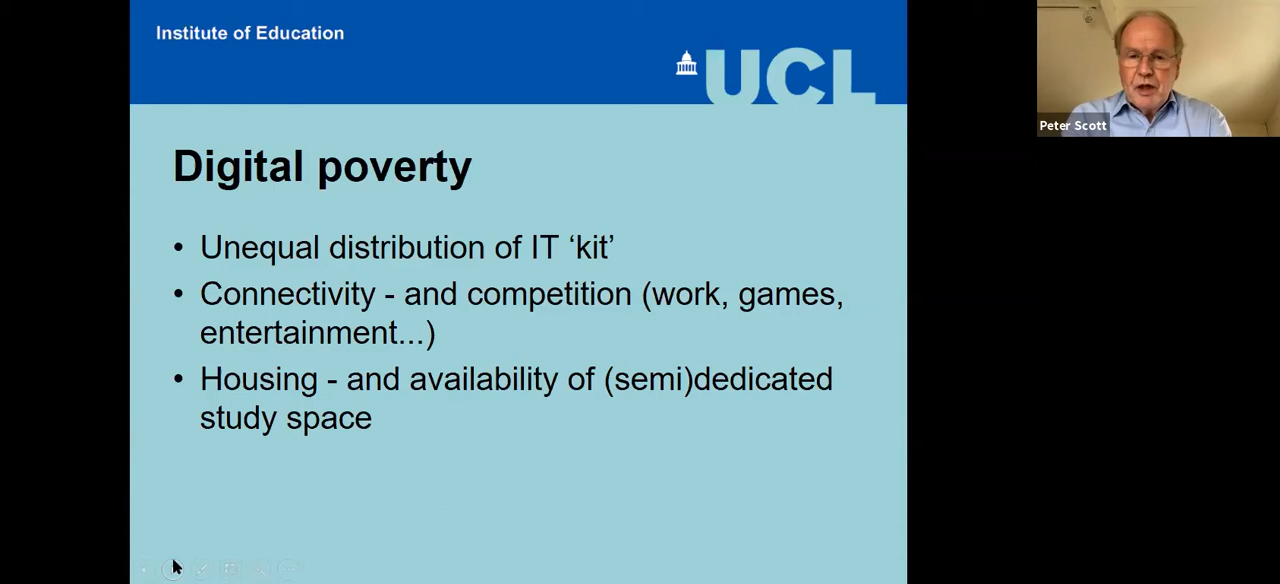 Institute of Education
UCL
Peter Scott
Digital poverty
• Unequal distribution of IT ‘kit’
• Connectivity - and competition (work, games,
entertainment...)
• Housing - and availability of (semi)dedicated
study space